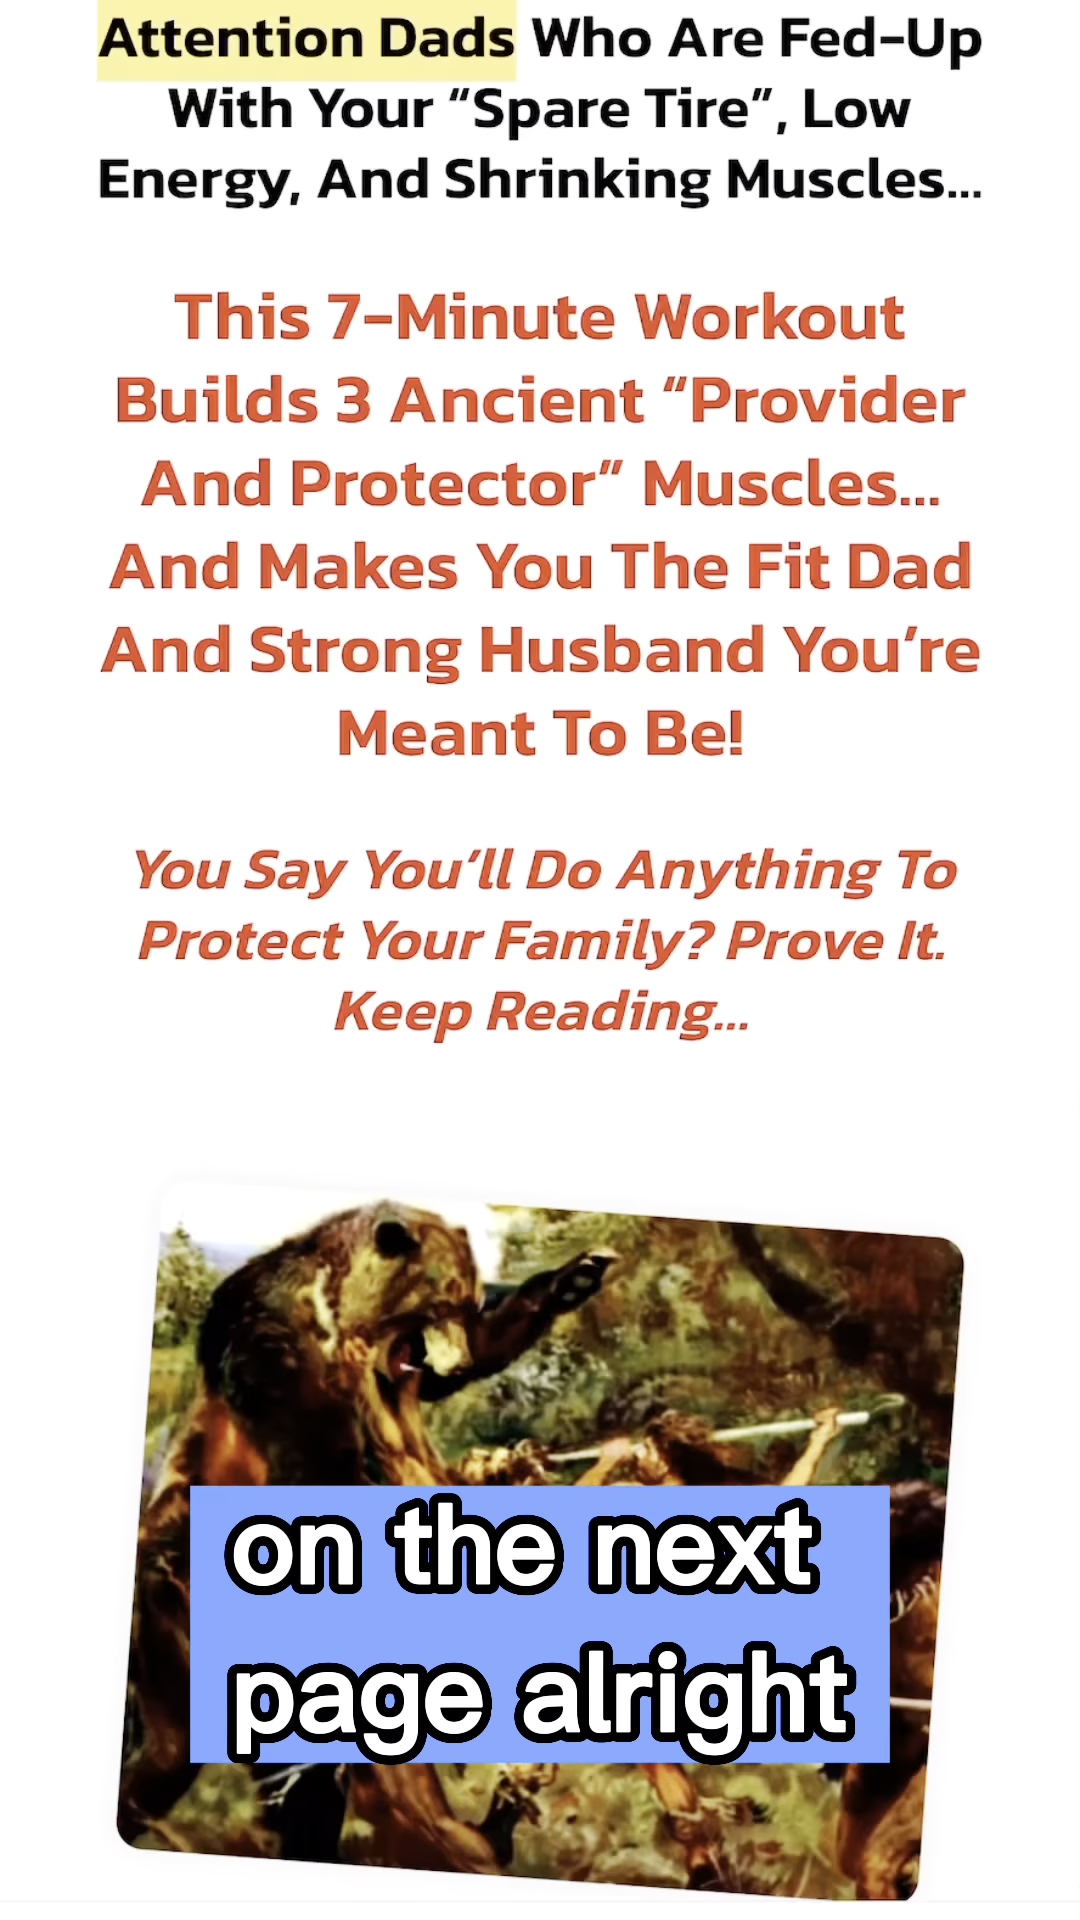 Attention Dads Who Are Fed-Up
With Your “Spare Tire”, Low
Energy, And Shrinking Muscles...
This 7-Minute Workout
Builds 3 Ancient “Provider
And Protector” Muscles...
And Makes You The Fit Dad
And Strong Husband You’re
Meant To Be!
You Say You’ll Do Anything To
Protect Your Family? Prove It.
Keep Reading...
on the next
page alright